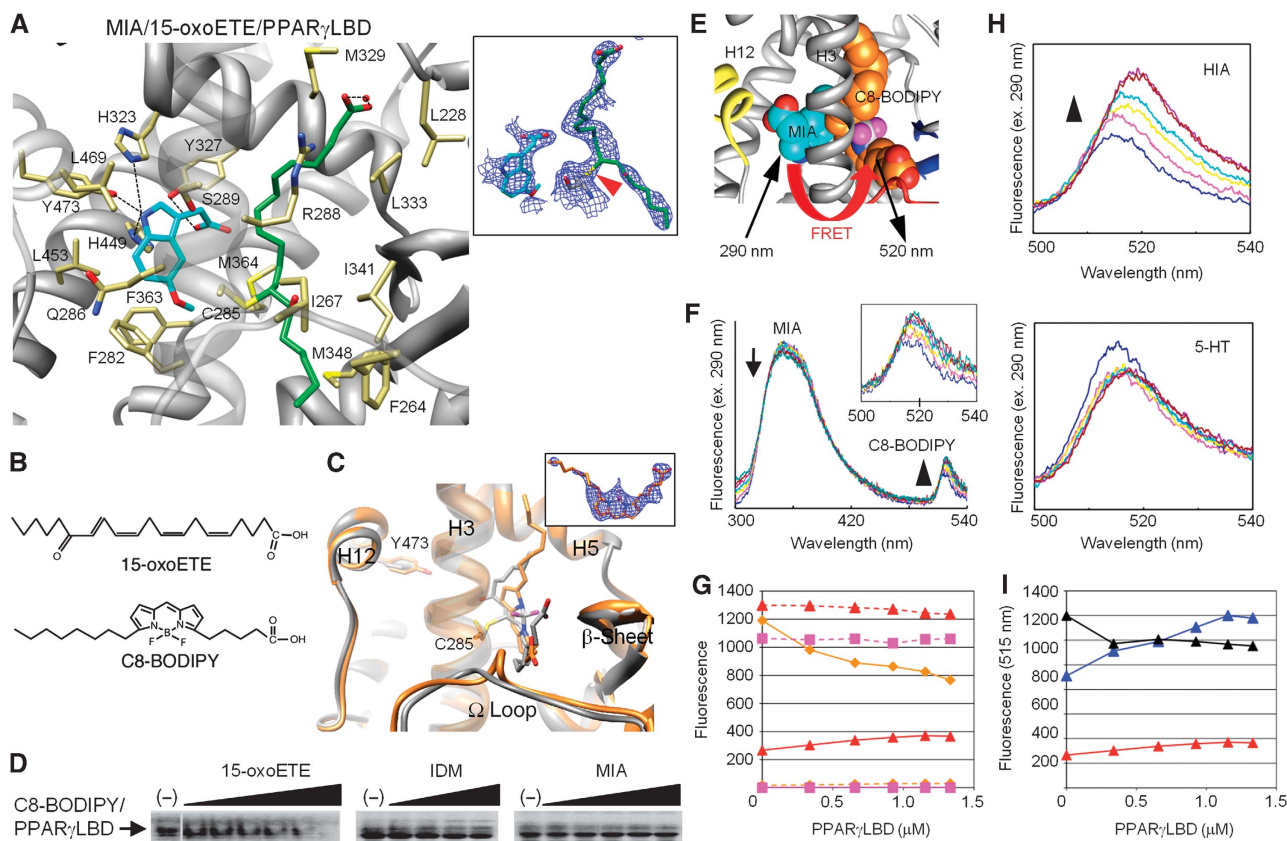 A
MIA/15-oxoETE/PPARγLBD
M329
H323
L228
L469
Y327
S289
Y473
R288
L333
H449
L453
M364
I341
F363
Q286
C285
I267
F282
M348
F264
B
OH
O
O
15-oxoETE
N N
B
F F
OH
O
C8-BODIPY
C
H3
H5
H12
Y473
C285
β-Sheet
Ω Loop
D
15-oxoETE IDM MIA
C8-BODIPY/
PPARγLBD
(–) (–) (–)
E
H12
H3
C8-BODIPY
MIA
FRET
290 nm
520 nm
F
Fluorescence (ex. 290 nm)
MIA
500 520 540
C8-BODIPY
300 420 540
Wavelength (nm)
G
Fluorescence
1400
1200
1000
800
600
400
200
0 0.5 1.0 1.5
PPARγLBD (μM)
H
HIA
Fluorescence (ex. 290 nm)
500 520 540
Wavelength (nm)
5-HT
Fluorescence (ex. 290 nm)
500 520 540
Wavelength (nm)
I
Fluorescence (515 nm)
1400
1200
1000
800
600
400
200
0 0.5 1.0 1.5
PPARγLBD (μM)